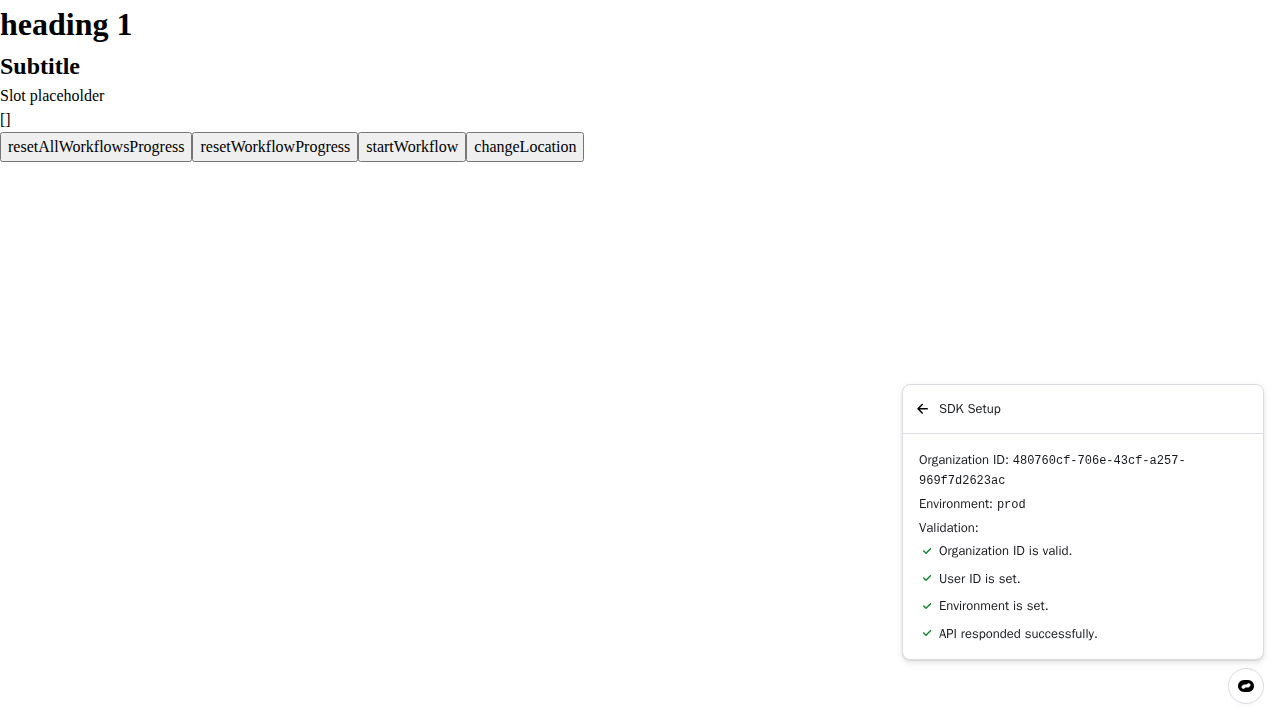 heading 1
Subtitle
Slot placeholder
[]
resetAllWorkflowsProgress resetWorkflowProgress startWorkflow changeLocation
SDK Setup
Organization ID: 480760cf-706e-43cf-a257-
969f7d2623ac
Environment: prod
Validation:
Organization ID is valid.
User ID is set.
Environment is set.
API responded successfully.